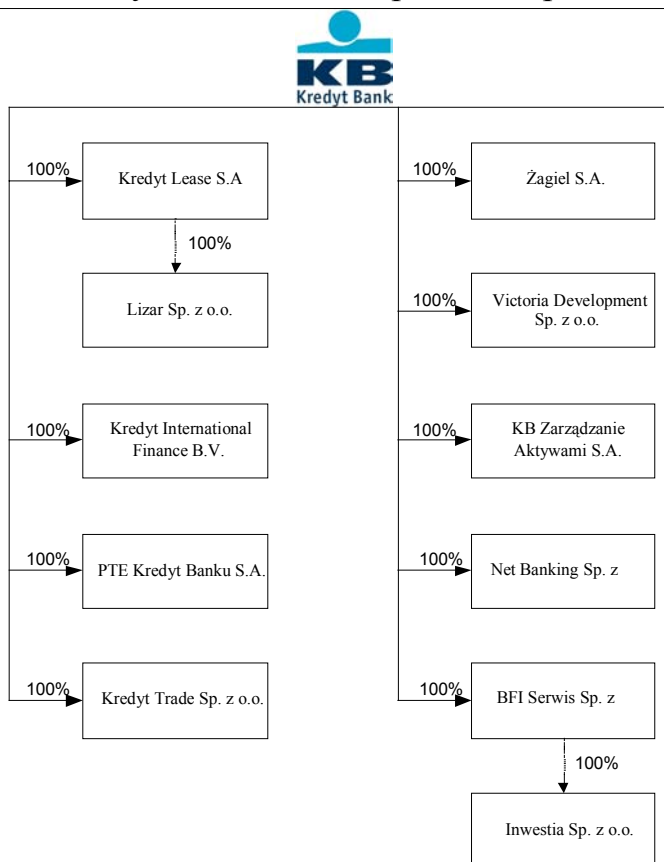 KB
Kredyt Bank
100%
Kredyt Lease S.A
100%
Lizar Sp. z o.o.
100%
Kredyt International
Finance B.V.
100%
PTE Kredyt Banku S.A.
100%
Kredyt Trade Sp. z o.o.
100%
Żagiel S.A.
100%
Victoria Development
Sp. z o.o.
100%
KB Zarządzanie
Aktywami S.A.
100%
Net Banking Sp. z
100%
BFI Serwis Sp. z
100%
Inwestia Sp. z o.o.